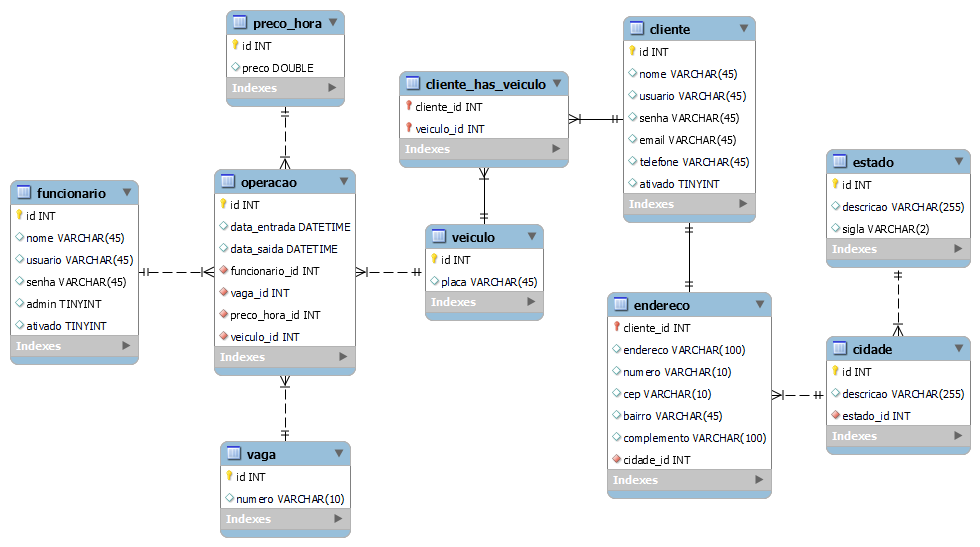 preco_hora
id INT
preco DOUBLE
Indexes
cliente
id INT
nome VARCHAR(45)
usuario VARCHAR(45)
senha VARCHAR(45)
email VARCHAR(45)
telefone VARCHAR(45)
ativado TINYINT
Indexes
cliente_has_veiculo
cliente_id INT
veiculo_id INT
Indexes
estado
id INT
descricao VARCHAR(255)
sigla VARCHAR(2)
Indexes
funcionario
id INT
nome VARCHAR(45)
usuario VARCHAR(45)
senha VARCHAR(45)
admin TINYINT
ativado TINYINT
Indexes
operacao
id INT
data_entrada DATETIME
data_saida DATETIME
funcionario_id INT
vaga_id INT
preco_hora_id INT
veiculo_id INT
Indexes
veiculo
id INT
placa VARCHAR(45)
Indexes
endereco
cliente_id INT
endereco VARCHAR(100)
numero VARCHAR(10)
cep VARCHAR(10)
bairro VARCHAR(45)
complemento VARCHAR(100)
cidade_id INT
Indexes
cidade
id INT
descricao VARCHAR(255)
estado_id INT
Indexes
vaga
id INT
numero VARCHAR(10)
Indexes